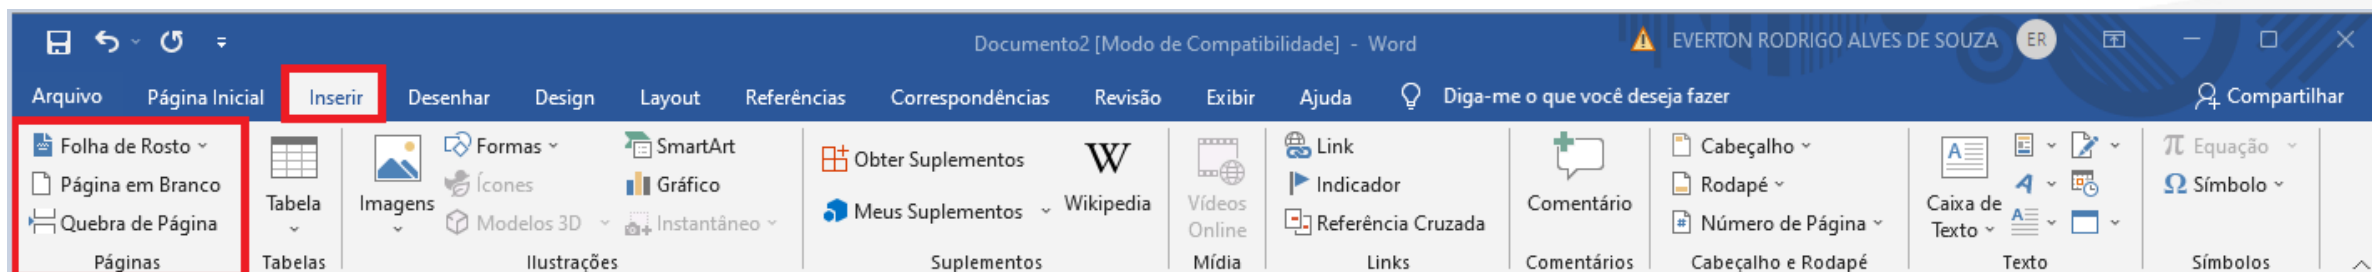 Documento2 [Modo de Compatibilidade] - Word
EVERTON RODRIGO ALVES DE SOUZA
ER
Arquivo
Página Inicial
Inserir
Desenhar
Design
Layout
Referências
Correspondências
Revisão
Exibir
Ajuda
Diga-me o que você deseja fazer
Compartilhar
Folha de Rosto
Página em Branco
Quebra de Página
Páginas
Tabela
Tabelas
Imagens
Formas
Ícones
Modelos 3D
SmartArt
Gráfico
Instantâneo
Ilustrações
Obter Suplementos
Meus Suplementos
W
Wikipedia
Suplementos
Vídeos
Online
Mídia
Link
Indicador
Referência Cruzada
Links
Comentário
Comentários
Cabeçalho
Rodapé
# Número de Página
Cabeçalho e Rodapé
A
Caixa de
Texto
A
A
Texto
π Equação
Ω Símbolo
Símbolos